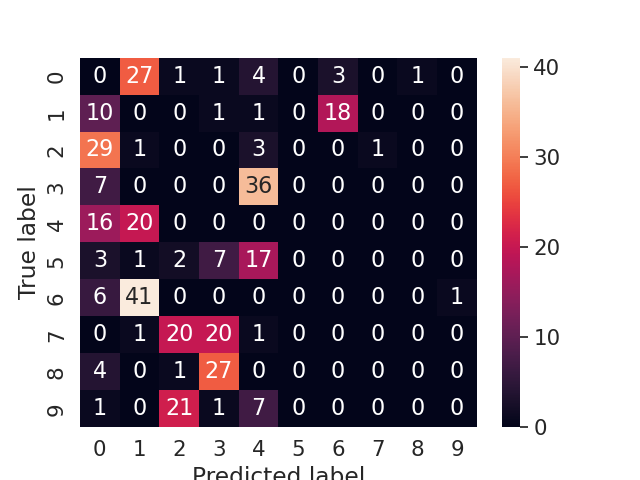 0 0 27 1 1 4 0 3 0 1 0
1 10 0 0 1 1 0 18 0 0 0
2 29 1 0 0 3 0 0 1 0 0
3 7 0 0 0 36 0 0 0 0 0
4 16 20 0 0 0 0 0 0 0 0
5 3 1 2 7 17 0 0 0 0 0
6 6 41 0 0 0 0 0 0 0 1
7 0 1 20 20 1 0 0 0 0 0
8 4 0 1 27 0 0 0 0 0 0
9 1 0 21 1 7 0 0 0 0 0
0 1 2 3 4 5 6 7 8 9
Predicted label
True label
40
30
20
10
0